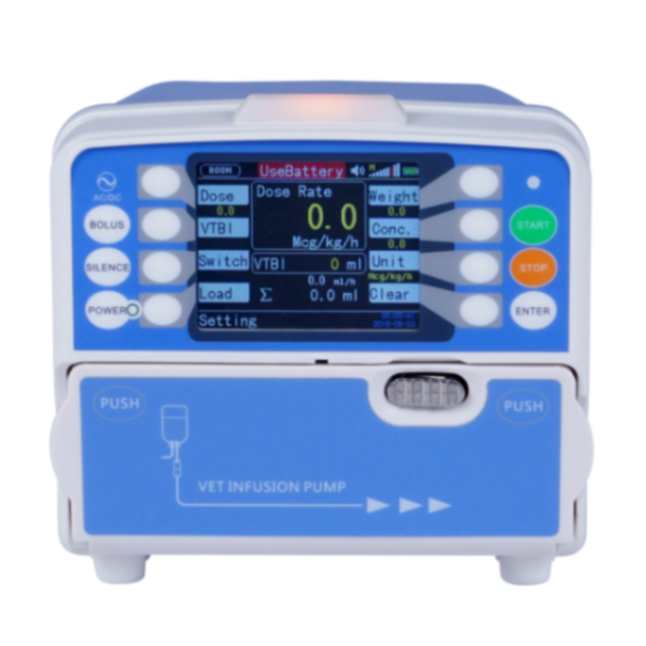 UseBattery
AC/DC
BOLUS
SILENCE
POWER
Dose
0.0
VTBI
Switch
Load
Dose Rate
0.0
Mcg/kg/h
VTBI 0 ml
0.0 ml/h
Σ 0.0 ml
Setting
Weight
0.0
Conc.
0.0
Unit
Mcg/kg/h
Clear
START
STOP
ENTER
PUSH
PUSH
VET INFUSION PUMP